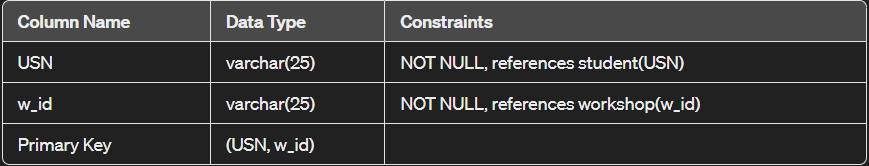 Column Name Data Type Constraints
USN varchar(25) NOT NULL, references student(USN)
w_id varchar(25) NOT NULL, references workshop(w_id)
Primary Key (USN, w_id)